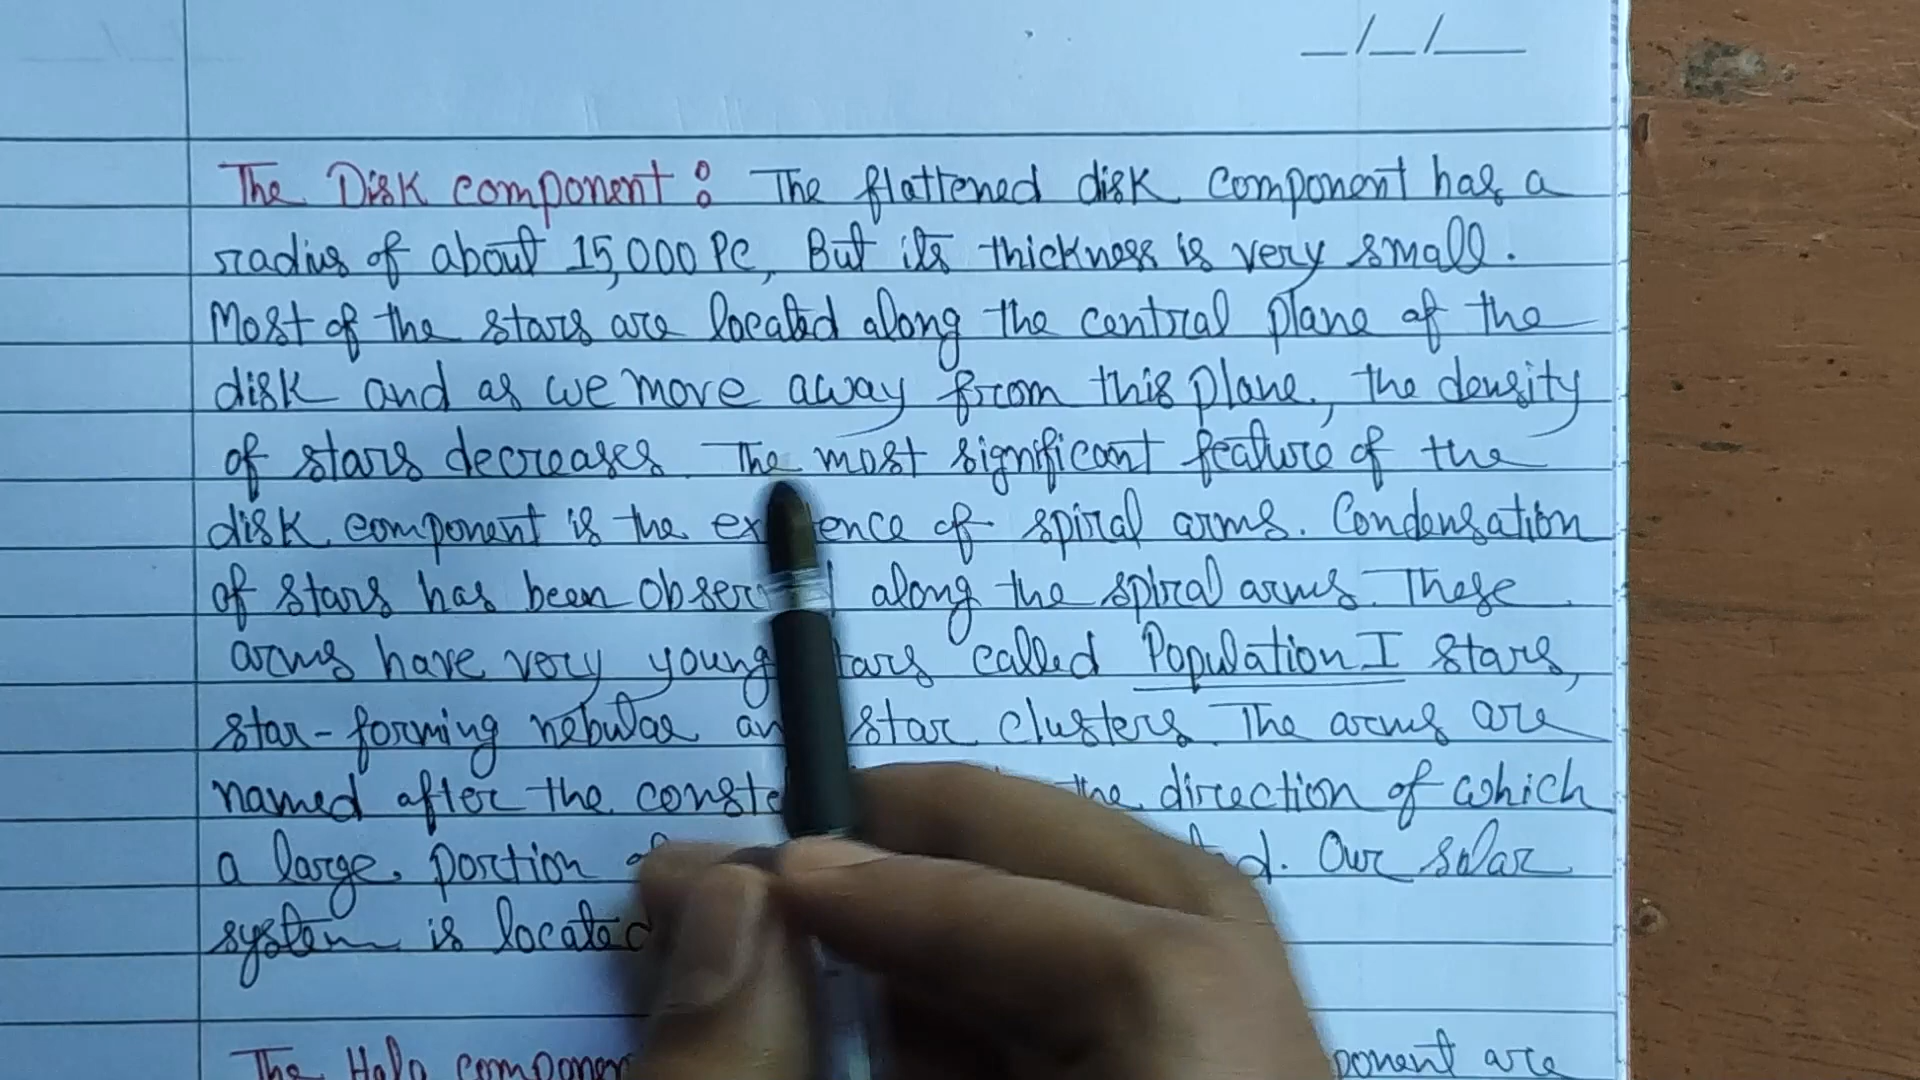 The Disk component : The flattened disk component has a
radius of about 15,000 PC, But its thickness is very small.
Most of the stars are located along the central plane of the
disk and as we move away from this plane, the density
of stars decreases. The most significant feature of the
disk component is the ex ence of spiral arms. Condensation
of stars has been obser along the spiral arms. These
arms have very young tars called Population I stars,
star-forming nebulae an star clusters. The arms are
named after the conste the direction of which
a large portion d. Our solar
system is located
The Halo componen ponent are